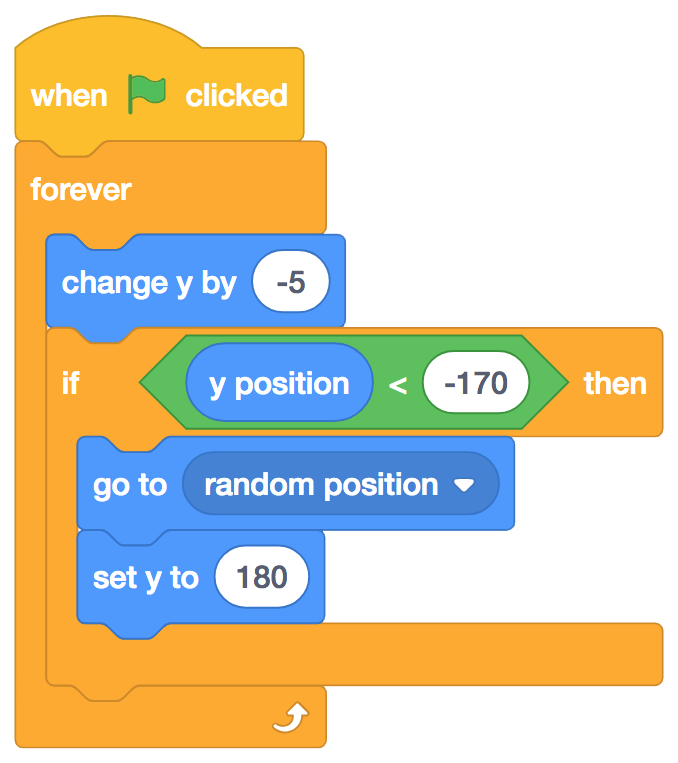 when clicked
forever
change y by -5
if y position < -170 then
go to random position
set y to 180